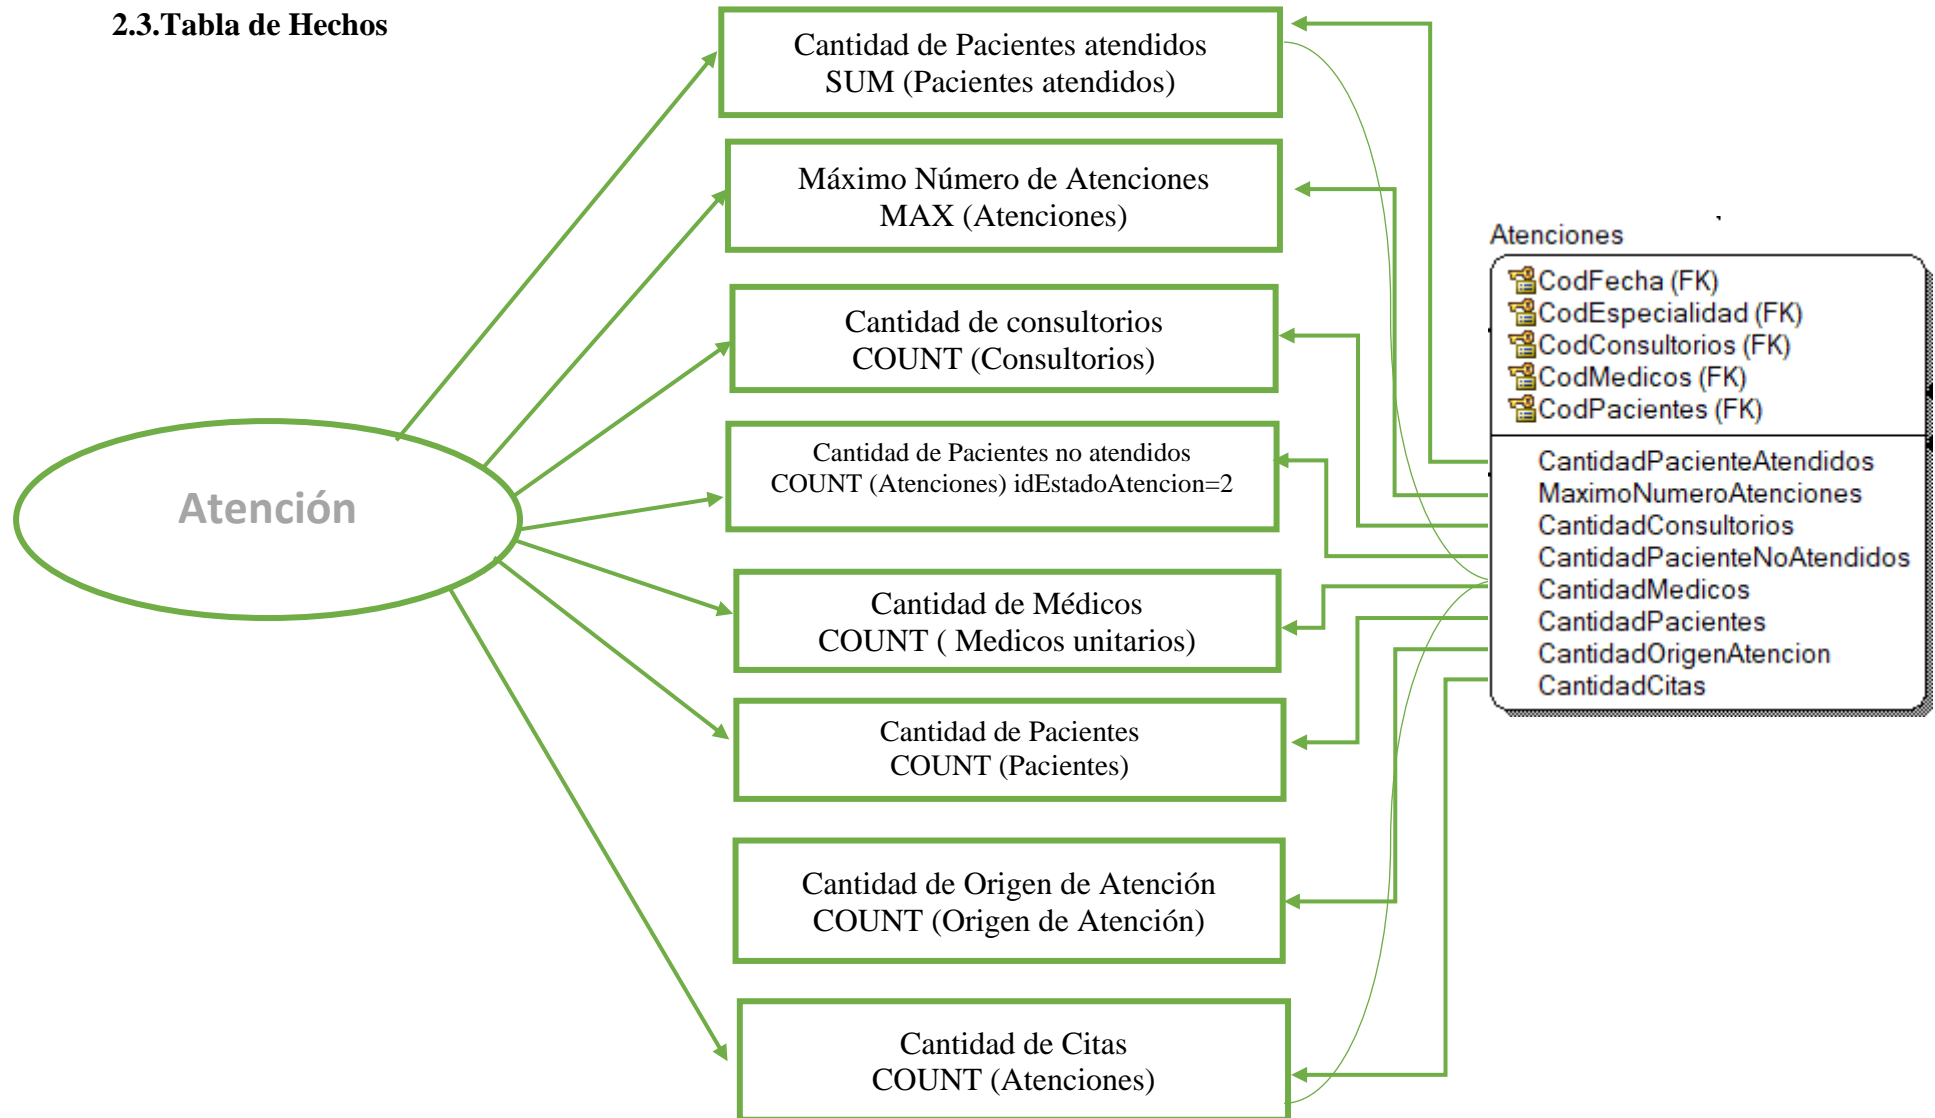 2.3.Tabla de Hechos
Atención
Cantidad de Pacientes atendidos
SUM (Pacientes atendidos)
Máximo Número de Atenciones
MAX (Atenciones)
Cantidad de consultorios
COUNT (Consultorios)
Cantidad de Pacientes no atendidos
COUNT (Atenciones) idEstadoAtencion=2
Cantidad de Médicos
COUNT ( Medicos unitarios)
Cantidad de Pacientes
COUNT (Pacientes)
Cantidad de Origen de Atención
COUNT (Origen de Atención)
Cantidad de Citas
COUNT (Atenciones)
Atenciones
CodFecha (FK)
CodEspecialidad (FK)
CodConsultorios (FK)
CodMedicos (FK)
CodPacientes (FK)
CantidadPacienteAtendidos
MaximoNumeroAtenciones
CantidadConsultorios
CantidadPacienteNoAtendidos
CantidadMedicos
CantidadPacientes
CantidadOrigenAtencion
CantidadCitas